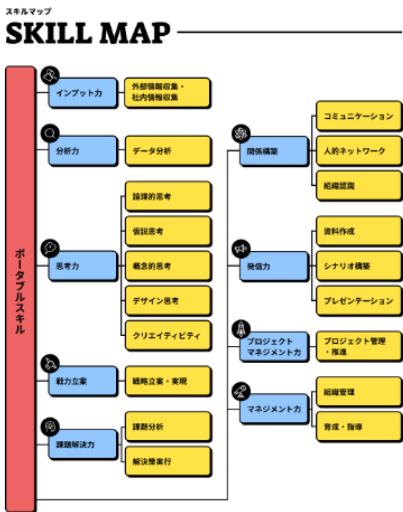 スキルマップ
SKILL MAP
ポータブルスキル
インプット力
外部情報収集・
社内情報収集
分析力
データ分析
思考力
論理的思考
仮説思考
概念的思考
デザイン思考
クリエイティビティ
戦力立案
戦略立案・実現
課題解決力
課題分析
解決策実行
関係構築
コミュニケーション
人的ネットワーク
組織認識
発信力
資料作成
シナリオ構築
プレゼンテーション
プロジェクト
マネジメント力
プロジェクト管理
・推進
マネジメント力
組織管理
育成・指導